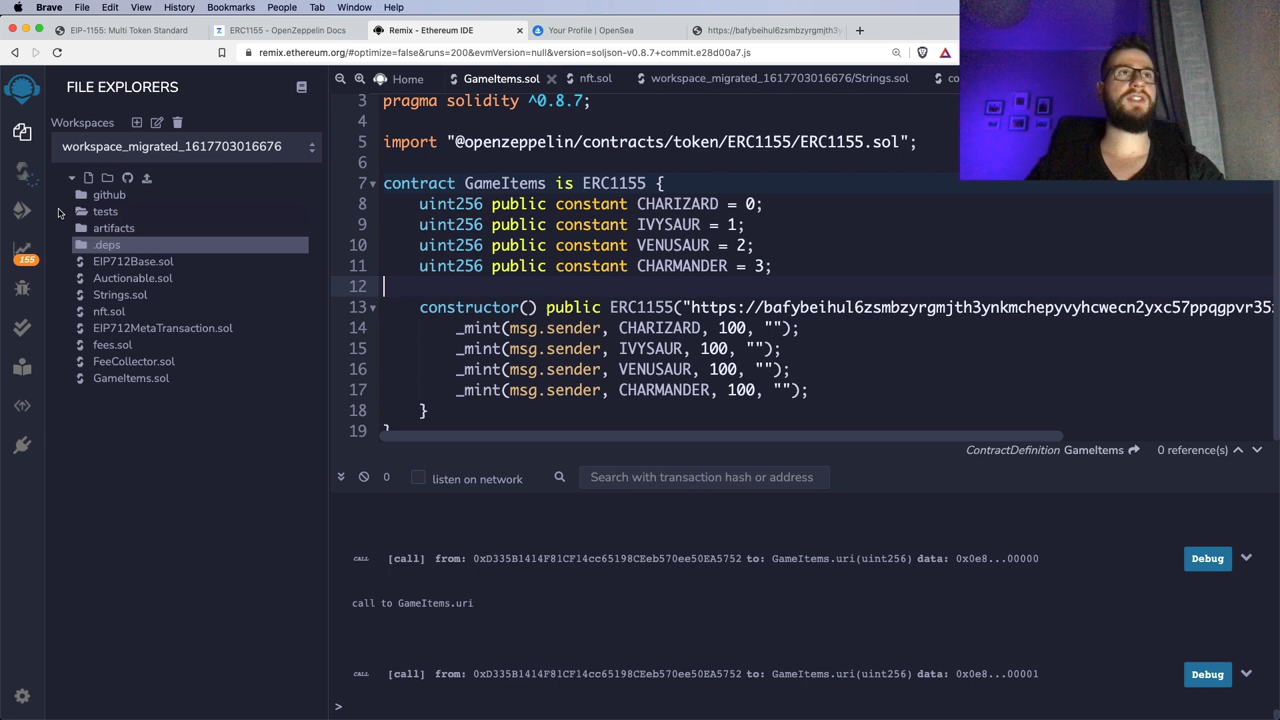 Brave File Edit View History Bookmarks People Tab Window Help
EIP-1155: Multi Token Standard
ERC1155 - OpenZeppelin Docs
Remix - Ethereum IDE
Your Profile | OpenSea
https://bafybeihul6zsmbzyrgmjth3y
remix.ethereum.org/#optimize=false&runs=200&evmVersion=null&version=soljson-v0.8.7+commit.e28d00a7.js
FILE EXPLORERS
Workspaces
workspace_migrated_1617703016676
github
tests
artifacts
.deps
EIP712Base.sol
Auctionable.sol
Strings.sol
nft.sol
EIP712MetaTransaction.sol
fees.sol
FeeCollector.sol
GameItems.sol
155
Home
GameItems.sol
nft.sol
workspace_migrated_1617703016676/Strings.sol
co
3 pragma solidity ^0.8.7;
4
5 import "@openzeppelin/contracts/token/ERC1155/ERC1155.sol";
6
7 contract GameItems is ERC1155 {
8 uint256 public constant CHARIZARD = 0;
9 uint256 public constant IVYSAUR = 1;
10 uint256 public constant VENUSAUR = 2;
11 uint256 public constant CHARMANDER = 3;
12
13 constructor() public ERC1155("https://bafybeihul6zsmbzyrgmjth3ynkmchepyvyhcwecn2yxc57ppqgpvr35
14 _mint(msg.sender, CHARIZARD, 100, "");
15 _mint(msg.sender, IVYSAUR, 100, "");
16 _mint(msg.sender, VENUSAUR, 100, "");
17 _mint(msg.sender, CHARMANDER, 100, "");
18 }
19 }
ContractDefinition GameItems 0 reference(s)
0 listen on network Search with transaction hash or address
CALL [call] from: 0xD335B1414F81CF14cc65198CEeb570ee50EA5752 to: GameItems.uri(uint256) data: 0x0e8...00000 Debug
call to GameItems.uri
CALL [call] from: 0xD335B1414F81CF14cc65198CEeb570ee50EA5752 to: GameItems.uri(uint256) data: 0x0e8...00001 Debug
>